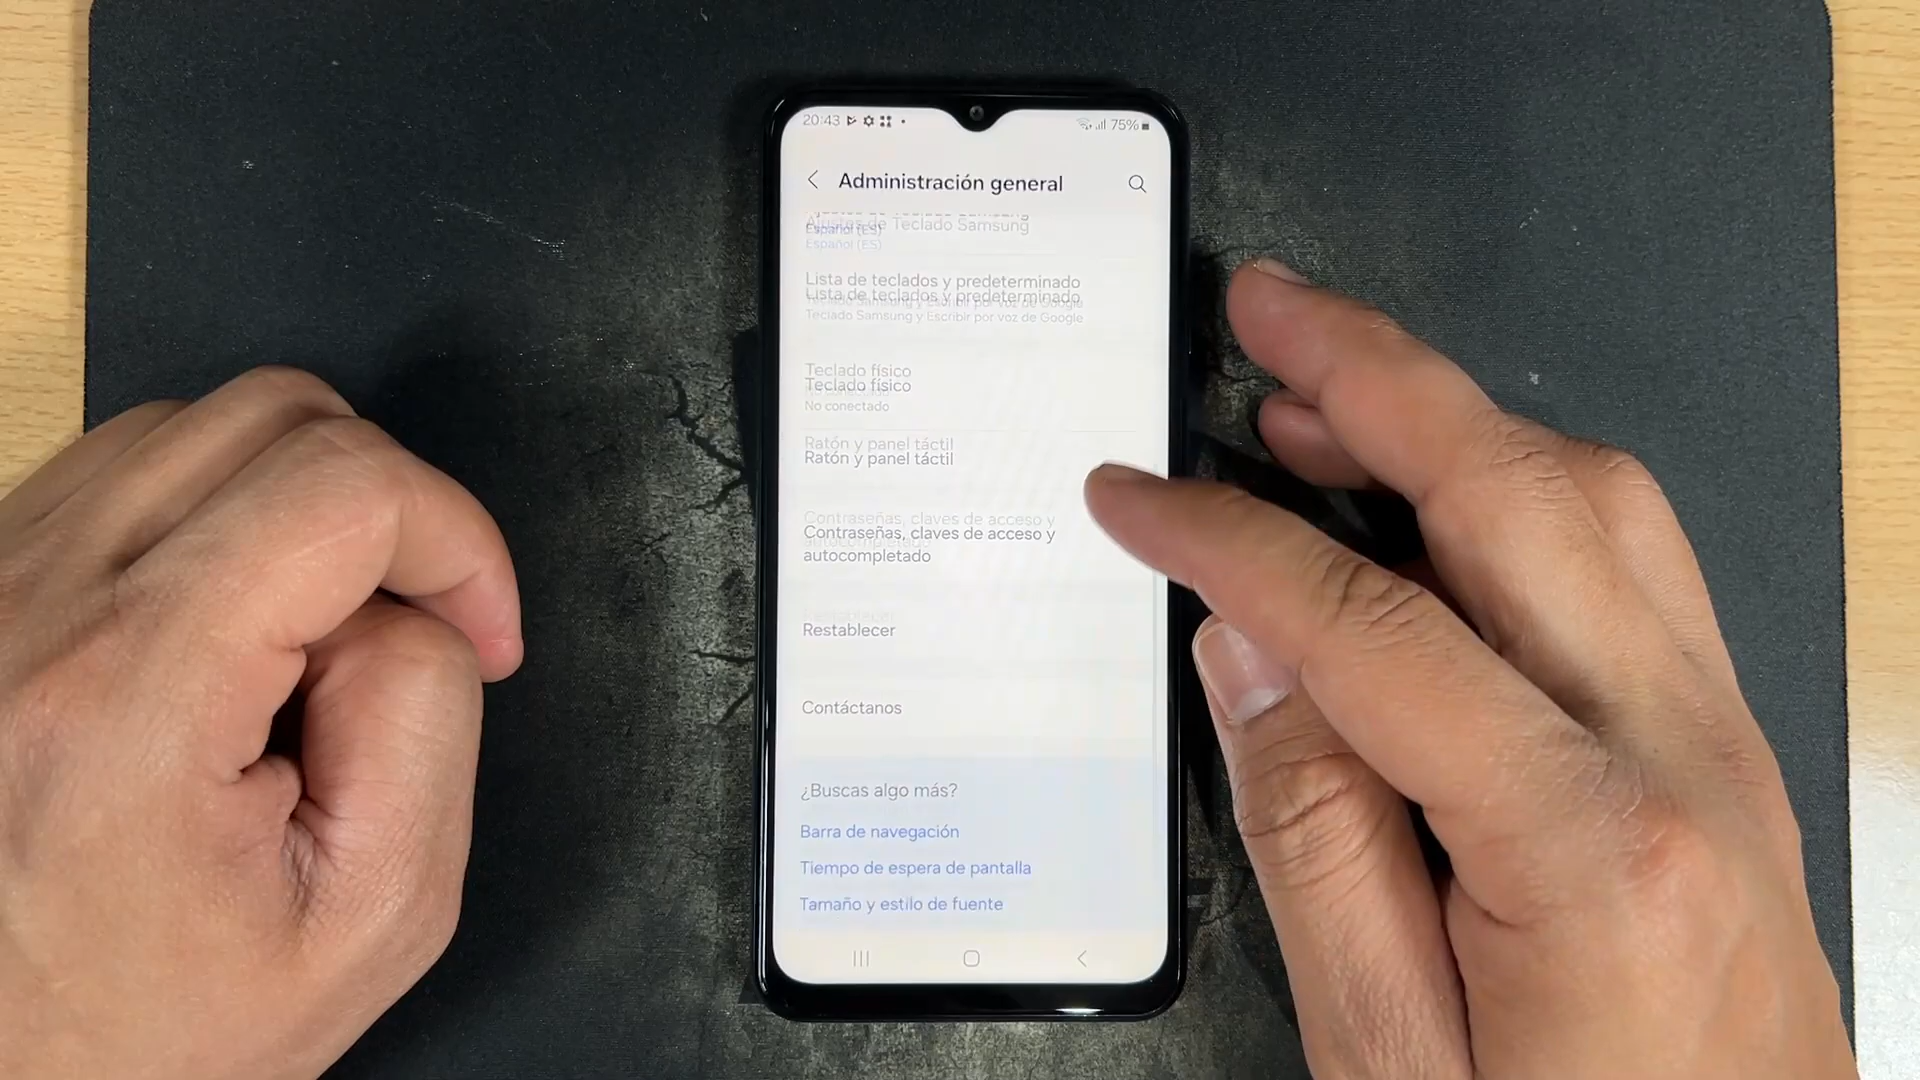 20:43
75%
Administración general
Ajustes de Teclado Samsung
Español (ES)
Lista de teclados y predeterminado
Teclado Samsung y Escribir por voz de Google
Teclado físico
No conectado
Ratón y panel táctil
Contraseñas, claves de acceso y
autocompletado
Restablecer
Contáctanos
¿Buscas algo más?
Barra de navegación
Tiempo de espera de pantalla
Tamaño y estilo de fuente